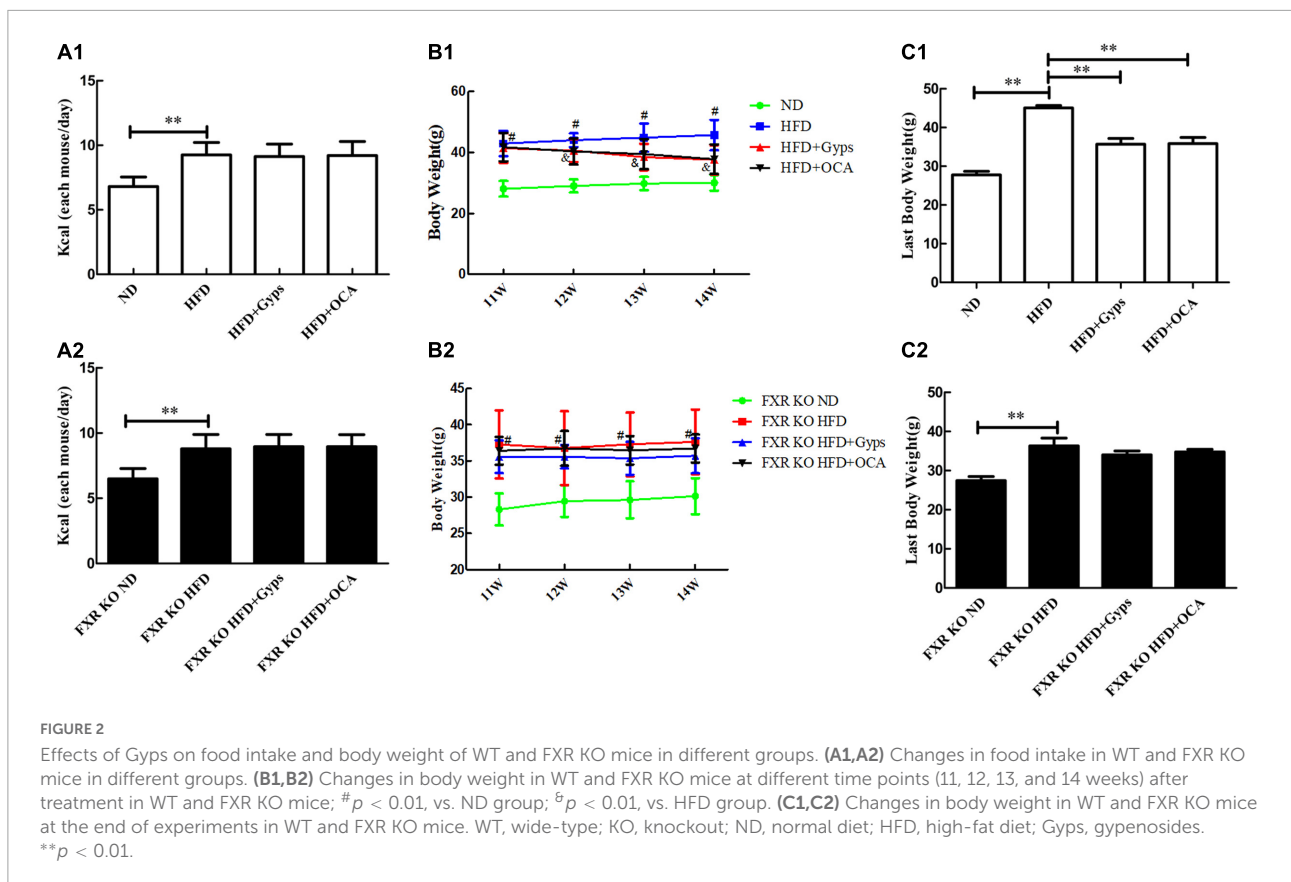 A1
Kcal (each mouse/day)
15
10
5
0
**
ND
HFD
HFD+Gyps
HFD+OCA
B1
Body Weight(g)
60
40
20
0
#
#
#
#
&
&
&
11W
12W
13W
14W
ND
HFD
HFD+Gyps
HFD+OCA
C1
Last Body Weight(g)
50
40
30
20
10
0
**
**
**
ND
HFD
HFD+Gyps
HFD+OCA
A2
Kcal (each mouse/day)
15
10
5
0
**
FXR KO ND
FXR KO HFD
FXR KO HFD+Gyps
FXR KO HFD+OCA
B2
Body Weight(g)
45
40
35
30
25
20
#
#
#
#
11W
12W
13W
14W
FXR KO ND
FXR KO HFD
FXR KO HFD+Gyps
FXR KO HFD+OCA
C2
Last Body Weight(g)
50
40
30
20
10
0
**
FXR KO ND
FXR KO HFD
FXR KO HFD+Gyps
FXR KO HFD+OCA
FIGURE 2
Effects of Gyps on food intake and body weight of WT and FXR KO mice in different groups. (A1,A2) Changes in food intake in WT and FXR KO
mice in different groups. (B1,B2) Changes in body weight in WT and FXR KO mice at different time points (11, 12, 13, and 14 weeks) after
treatment in WT and FXR KO mice; #p < 0.01, vs. ND group; &p < 0.01, vs. HFD group. (C1,C2) Changes in body weight in WT and FXR KO mice
at the end of experiments in WT and FXR KO mice. WT, wide-type; KO, knockout; ND, normal diet; HFD, high-fat diet; Gyps, gypenosides.
**p < 0.01.